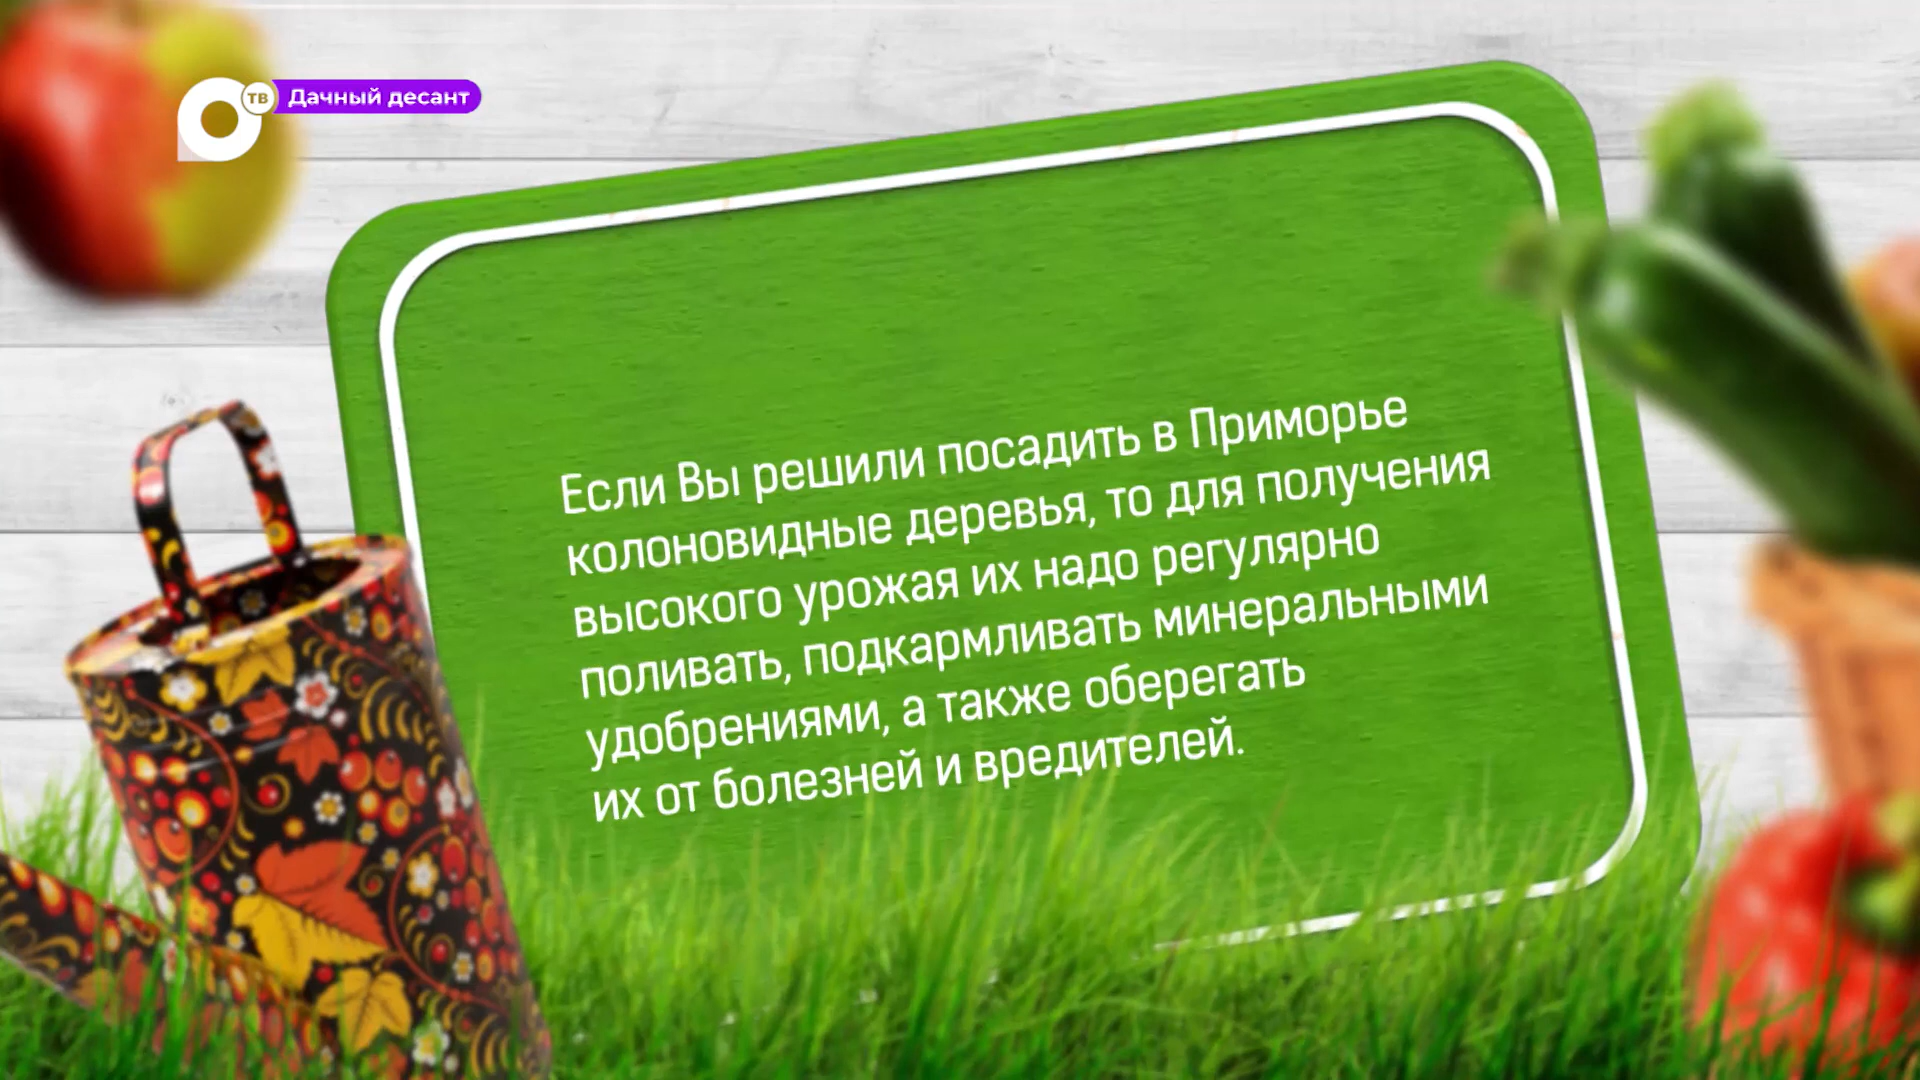 тв
Дачный десант
Если Вы решили посадить в Приморье
колоновидные деревья, то для получения
высокого урожая их надо регулярно
поливать, подкармливать минеральными
удобрениями, а также оберегать
их от болезней и вредителей.